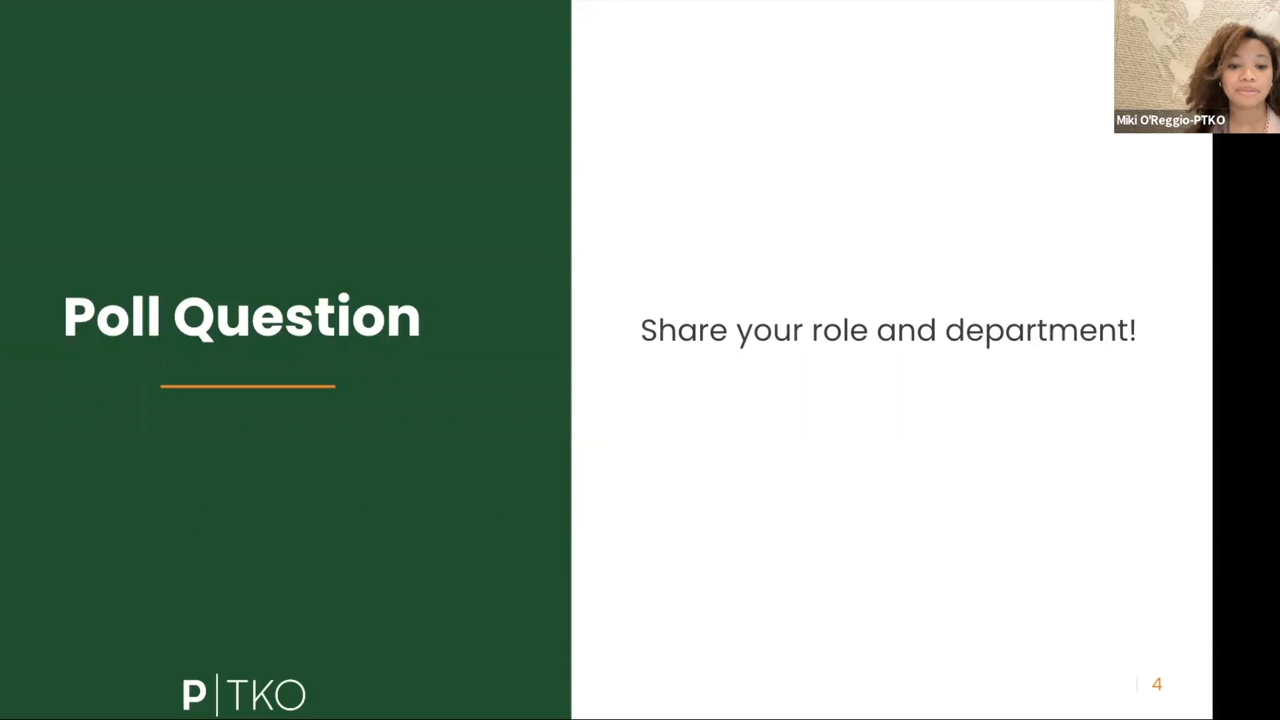 Miki O'Reggio-PTKO
Poll Question
Share your role and department!
P|TKO
4